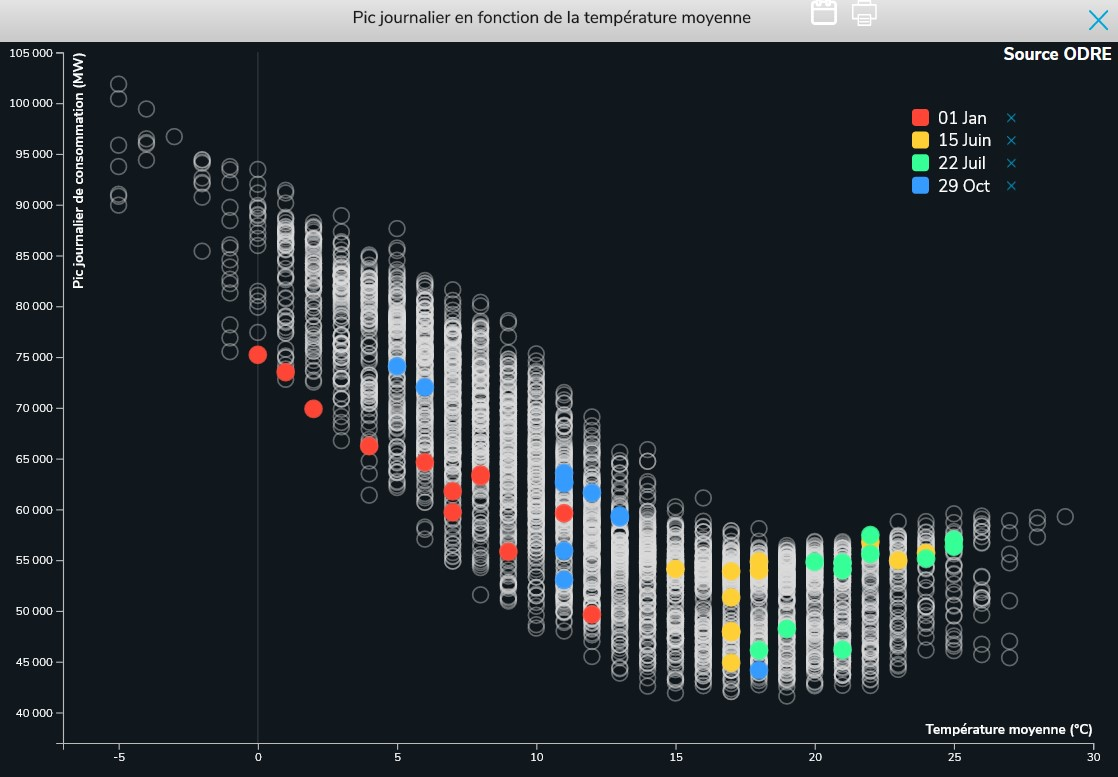 Pic journalier en fonction de la température moyenne
Source ODRE
Pic journalier de consommation (MW)
105 000
100 000
95 000
90 000
85 000
80 000
75 000
70 000
65 000
60 000
55 000
50 000
45 000
40 000
01 Jan ×
15 Juin ×
22 Juil ×
29 Oct ×
Température moyenne (°C)
-5 0 5 10 15 20 25 30